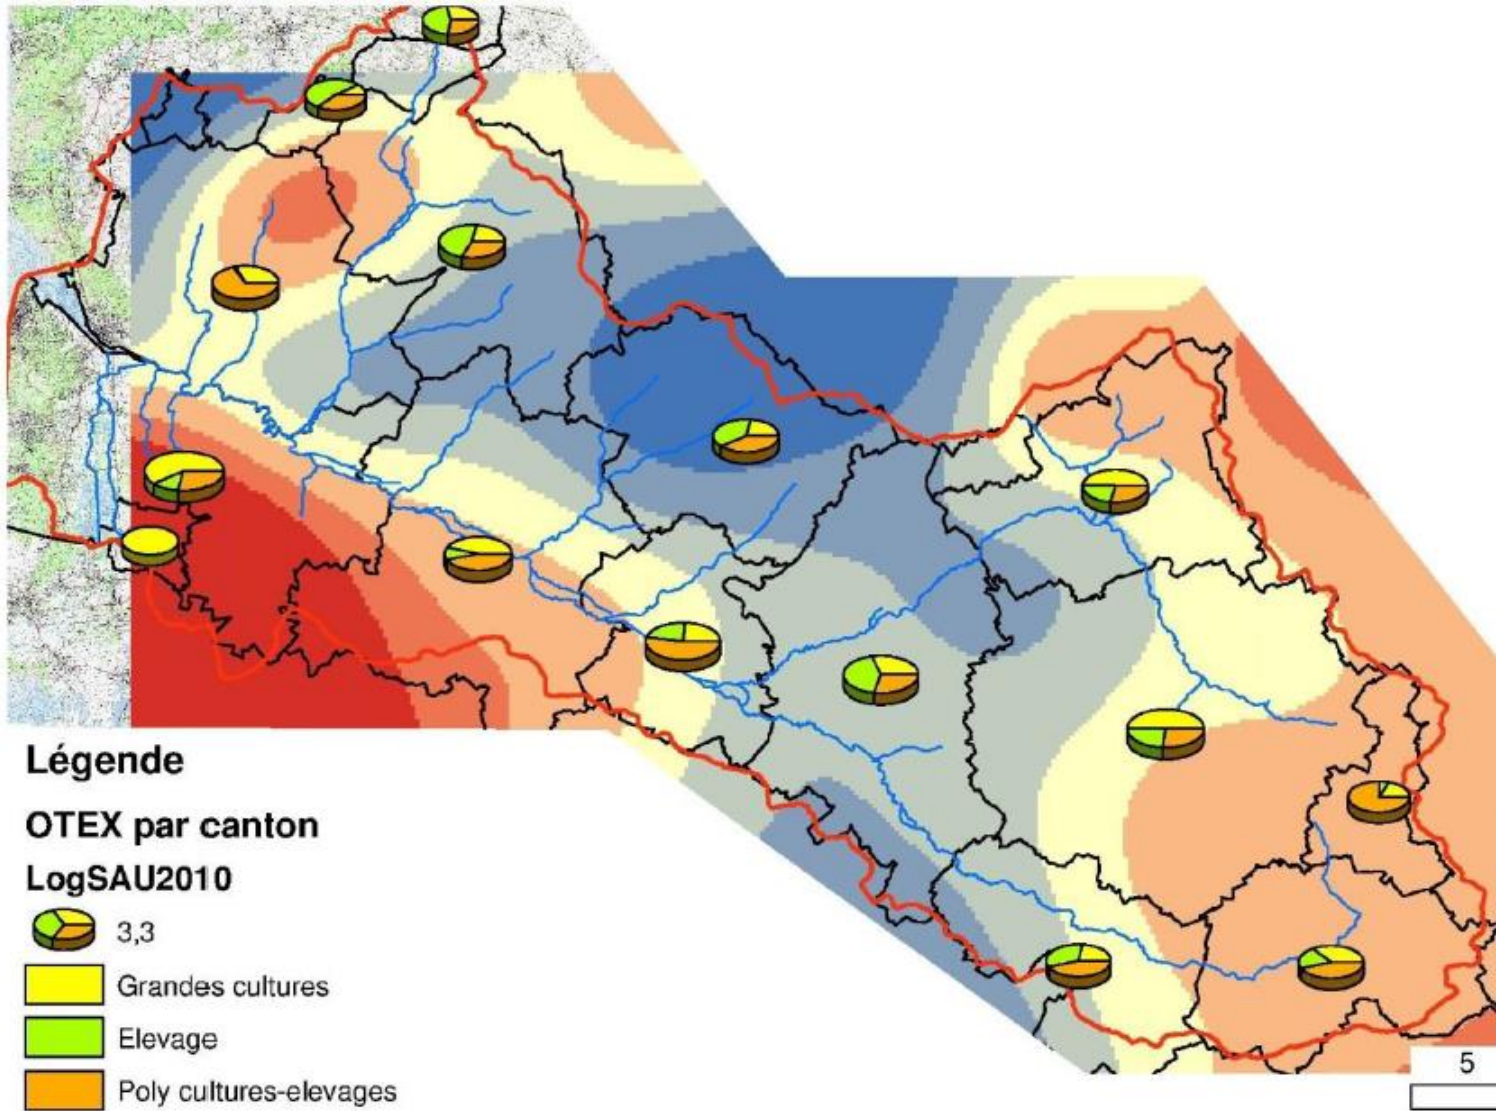 Légende
OTEX par canton
LogSAU2010
3,3
Grandes cultures
Elevage
Poly cultures-elevages
5